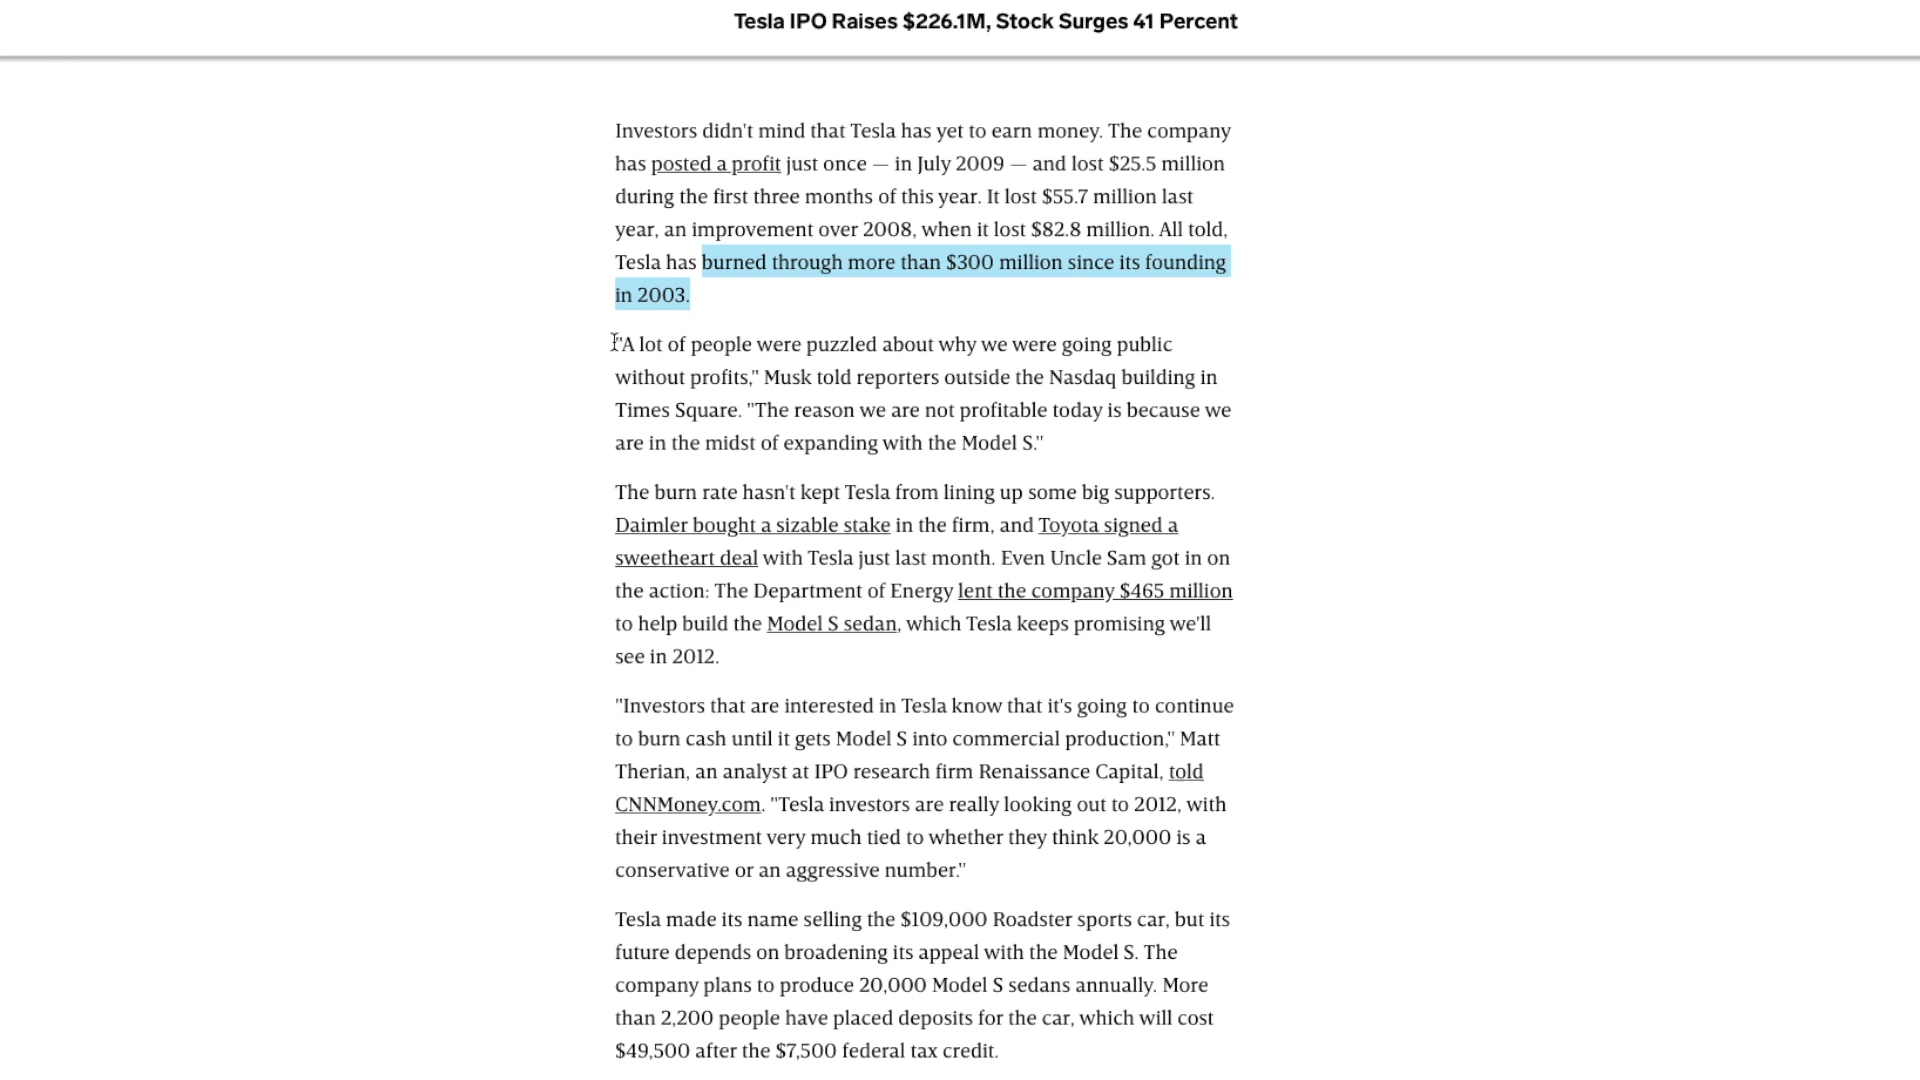 Tesla IPO Raises $226.1M, Stock Surges 41 Percent
Investors didn't mind that Tesla has yet to earn money. The company
has posted a profit just once — in July 2009 — and lost $25.5 million
during the first three months of this year. It lost $55.7 million last
year, an improvement over 2008, when it lost $82.8 million. All told,
Tesla has burned through more than $300 million since its founding
in 2003.
"A lot of people were puzzled about why we were going public
without profits," Musk told reporters outside the Nasdaq building in
Times Square. "The reason we are not profitable today is because we
are in the midst of expanding with the Model S."
The burn rate hasn't kept Tesla from lining up some big supporters.
Daimler bought a sizable stake in the firm, and Toyota signed a
sweetheart deal with Tesla just last month. Even Uncle Sam got in on
the action: The Department of Energy lent the company $465 million
to help build the Model S sedan, which Tesla keeps promising we'll
see in 2012.
"Investors that are interested in Tesla know that it's going to continue
to burn cash until it gets Model S into commercial production," Matt
Therian, an analyst at IPO research firm Renaissance Capital, told
CNNMoney.com. "Tesla investors are really looking out to 2012, with
their investment very much tied to whether they think 20,000 is a
conservative or an aggressive number."
Tesla made its name selling the $109,000 Roadster sports car, but its
future depends on broadening its appeal with the Model S. The
company plans to produce 20,000 Model S sedans annually. More
than 2,200 people have placed deposits for the car, which will cost
$49,500 after the $7,500 federal tax credit.